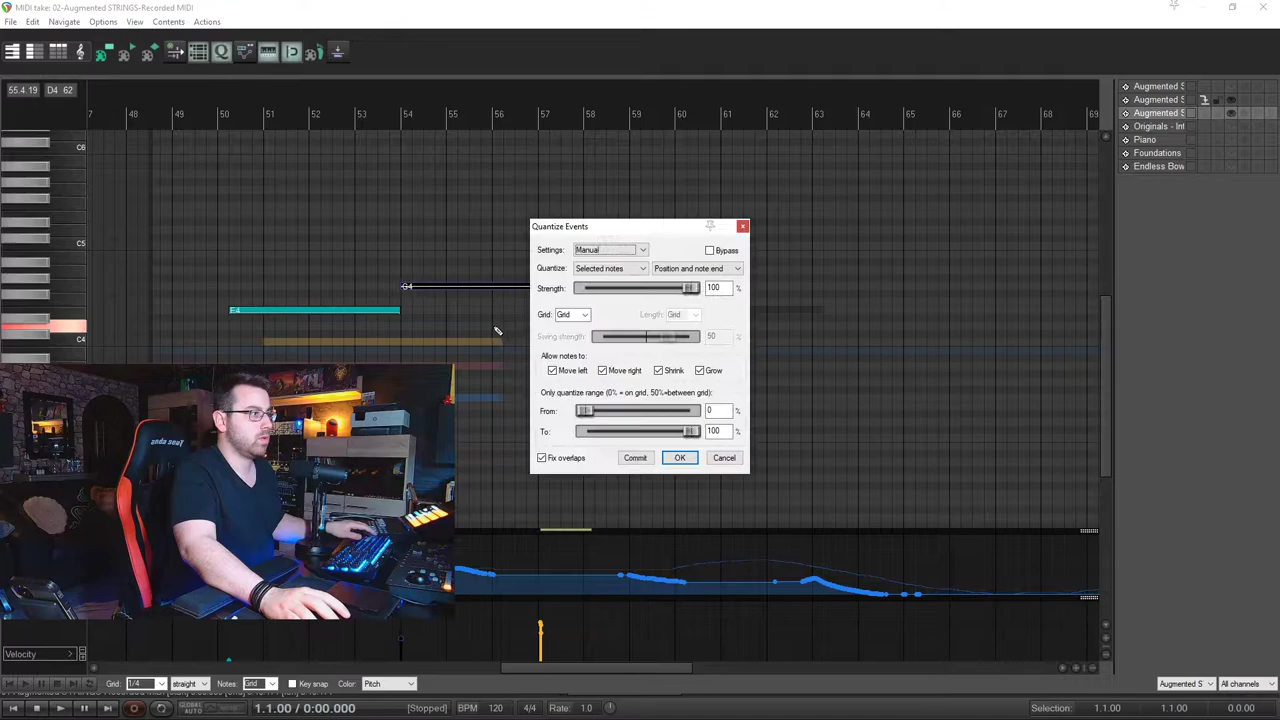 MIDI take: 02-Augmented STRINGS-Recorded MIDI
File Edit Navigate Options View Contents Actions
55.4.19 D4 62
7 48 49 50 51 52 53 54 55 56 57 58 59 60 61 62 63 64 65 66 67 68 69
C6
C5
C4
E4
G4
Augmented S
Augmented S
Augmented S
Originals - Int
Piano
Foundations
Endless Bow
Quantize Events
Settings: Manual Bypass
Quantize: Selected notes Position and note end
Strength: 100 %
Grid: Grid Length: Grid
Swing strength: 50 %
Allow notes to:
Move left Move right Shrink Grow
Only quantize range (0% = on grid, 50%=between grid):
From: 0 %
To: 100 %
Fix overlaps Commit OK Cancel
anda seaT
Velocity
Grid: 1/4 straight Notes: Grid Key snap Color: Pitch Augmented S All channels
GLOBAL
1.1.00 / 0:00.000 [Stopped] BPM 120 Rate: 1.0 Selection: 1.1.00 1.1.00 0.0.00